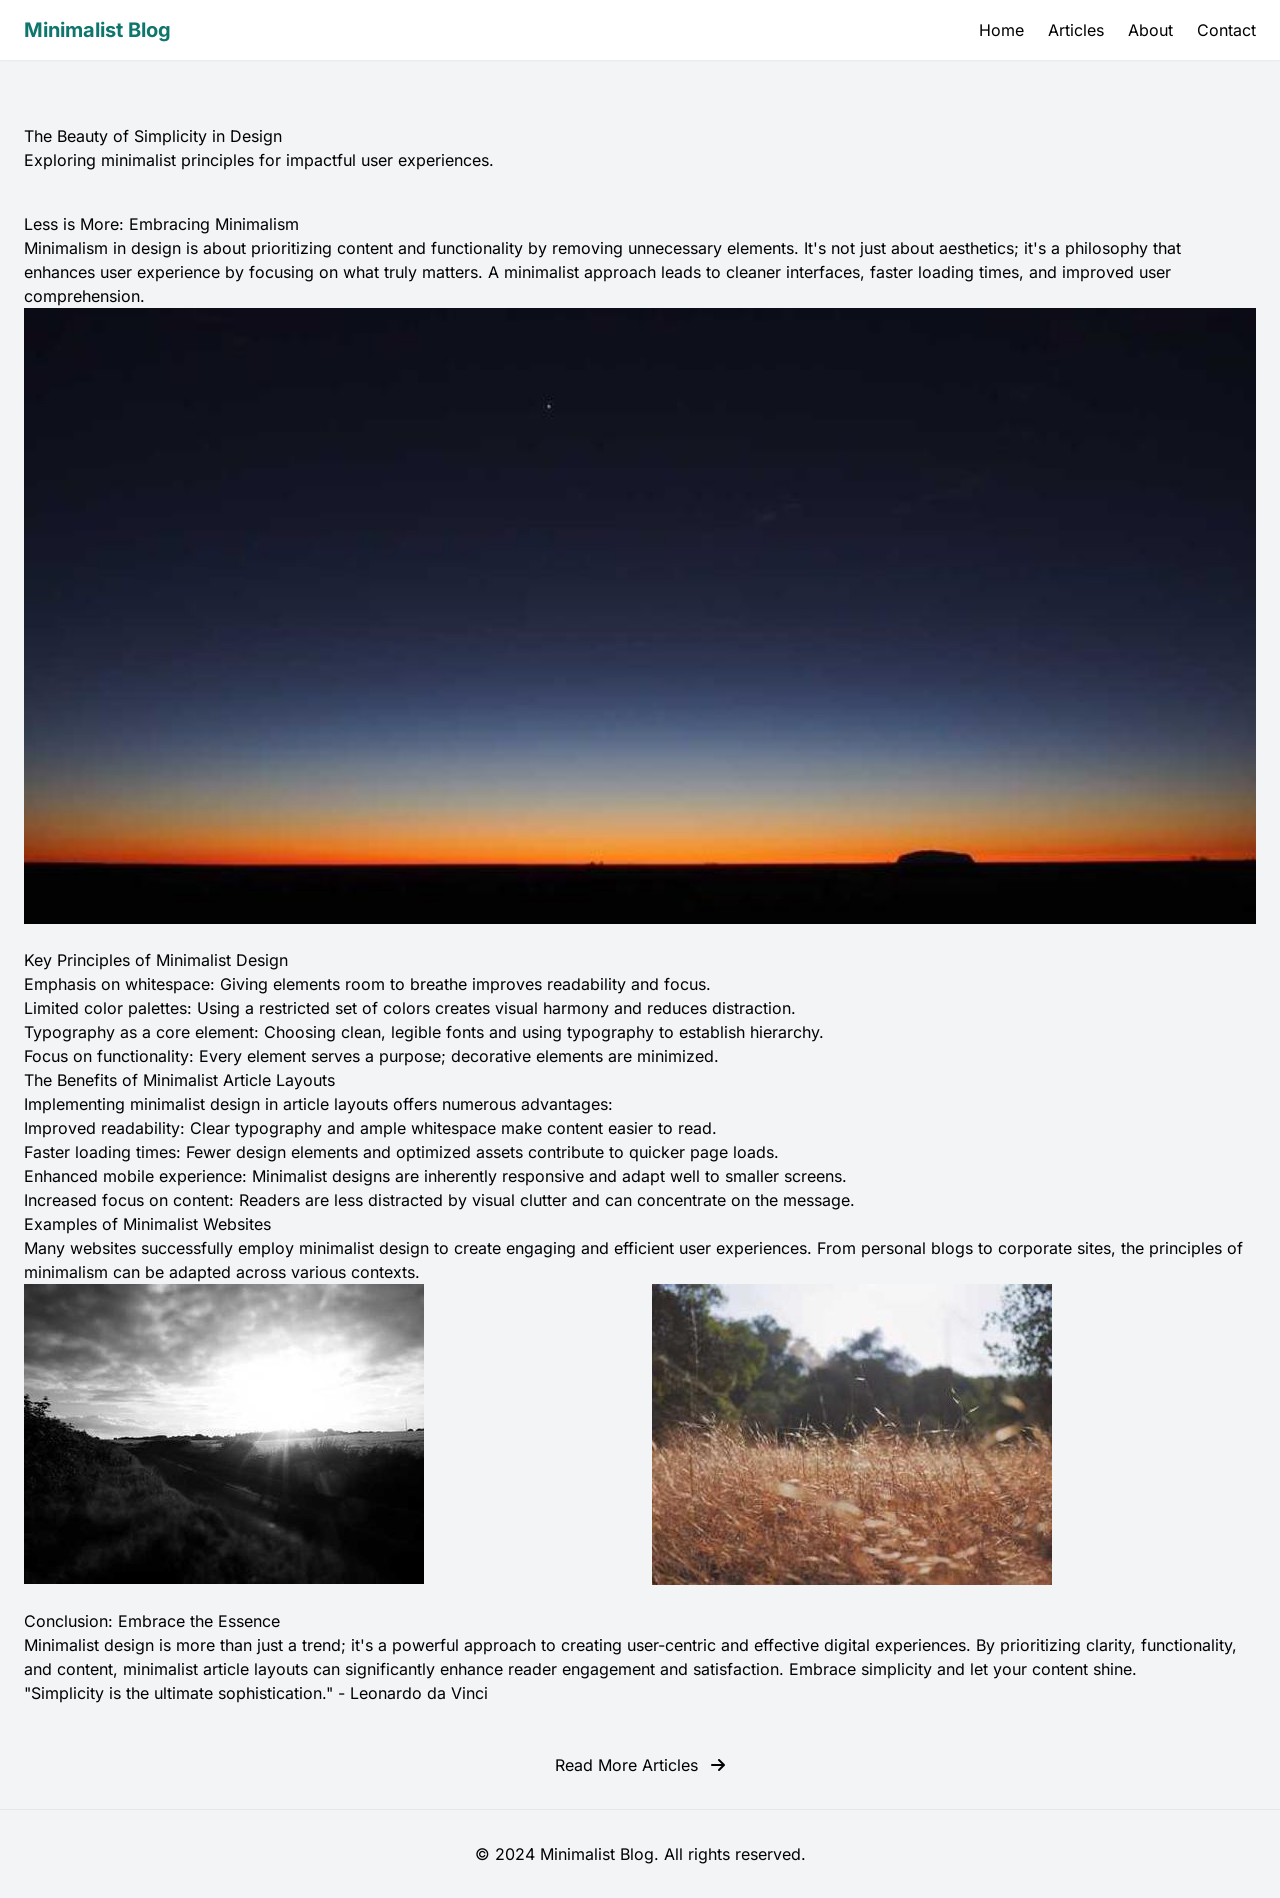 Minimalist Blog
Home Articles About Contact
The Beauty of Simplicity in Design
Exploring minimalist principles for impactful user experiences.
Less is More: Embracing Minimalism
Minimalism in design is about prioritizing content and functionality by removing unnecessary elements. It's not just about aesthetics; it's a philosophy that
enhances user experience by focusing on what truly matters. A minimalist approach leads to cleaner interfaces, faster loading times, and improved user
comprehension.
Key Principles of Minimalist Design
Emphasis on whitespace: Giving elements room to breathe improves readability and focus.
Limited color palettes: Using a restricted set of colors creates visual harmony and reduces distraction.
Typography as a core element: Choosing clean, legible fonts and using typography to establish hierarchy.
Focus on functionality: Every element serves a purpose; decorative elements are minimized.
The Benefits of Minimalist Article Layouts
Implementing minimalist design in article layouts offers numerous advantages:
Improved readability: Clear typography and ample whitespace make content easier to read.
Faster loading times: Fewer design elements and optimized assets contribute to quicker page loads.
Enhanced mobile experience: Minimalist designs are inherently responsive and adapt well to smaller screens.
Increased focus on content: Readers are less distracted by visual clutter and can concentrate on the message.
Examples of Minimalist Websites
Many websites successfully employ minimalist design to create engaging and efficient user experiences. From personal blogs to corporate sites, the principles of
minimalism can be adapted across various contexts.
Conclusion: Embrace the Essence
Minimalist design is more than just a trend; it's a powerful approach to creating user-centric and effective digital experiences. By prioritizing clarity, functionality,
and content, minimalist article layouts can significantly enhance reader engagement and satisfaction. Embrace simplicity and let your content shine.
"Simplicity is the ultimate sophistication." - Leonardo da Vinci
Read More Articles
© 2024 Minimalist Blog. All rights reserved.